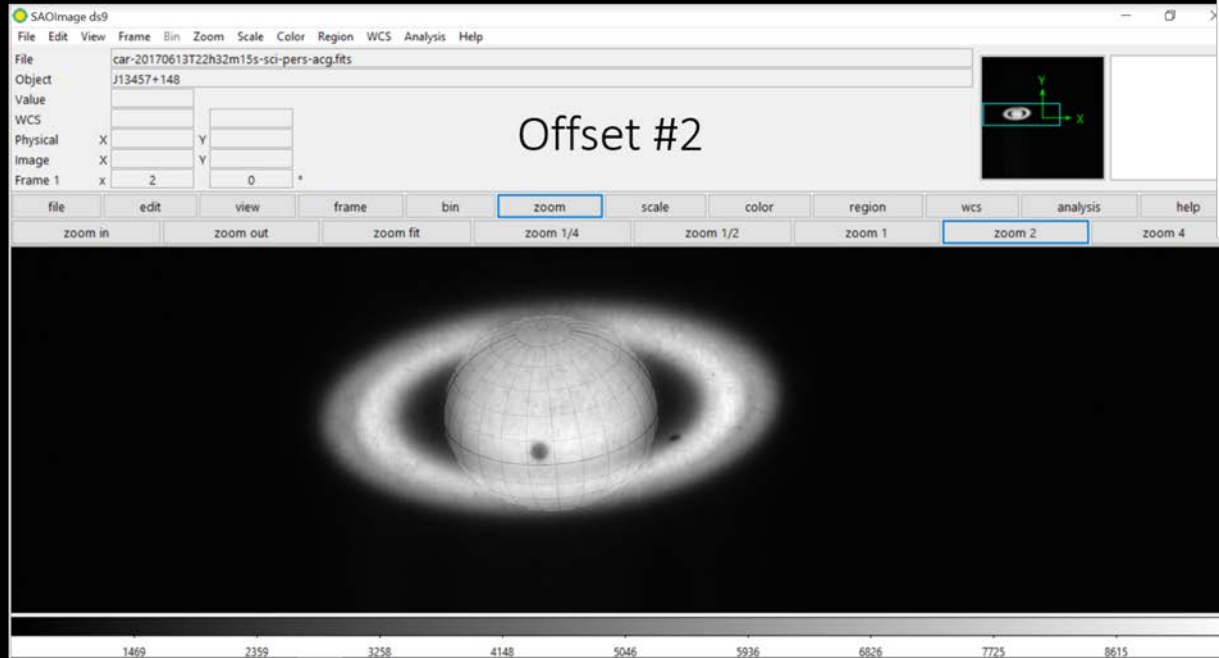 SAOImage ds9
File Edit View Frame Bin Zoom Scale Color Region WCS Analysis Help
File car-20170613T22h32m15s-sci-pers-acg.fits
Object J13457+148
Value
WCS
Physical X Y
Image X Y
Frame 1 x 2 0 °
Offset #2
Y
X
file edit view frame bin zoom scale color region wcs analysis help
zoom in zoom out zoom fit zoom 1/4 zoom 1/2 zoom 1 zoom 2 zoom 4
1469 2359 3258 4148 5046 5936 6826 7725 8615